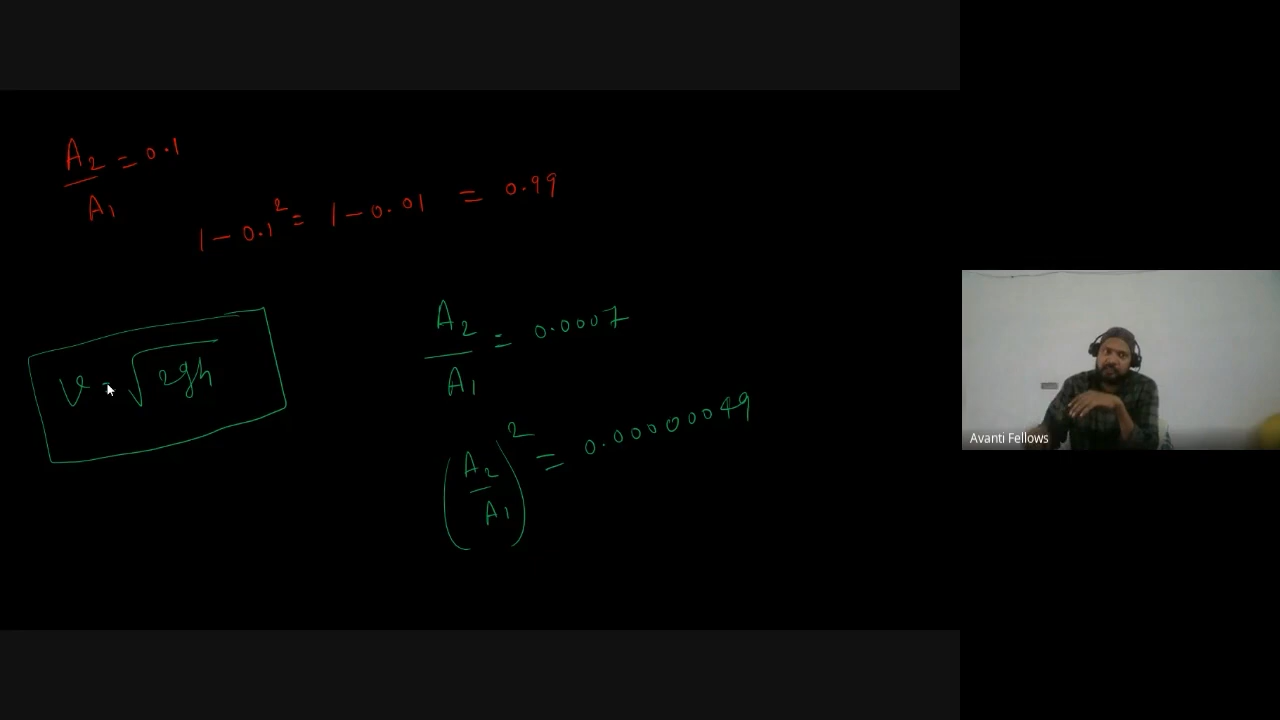 A₂/A₁ = 0.1
1 - 0.1² = 1 - 0.01 = 0.99
v = √2gh
A₂/A₁ = 0.0007
(A₂/A₁)² = 0.00000049
Avanti Fellows